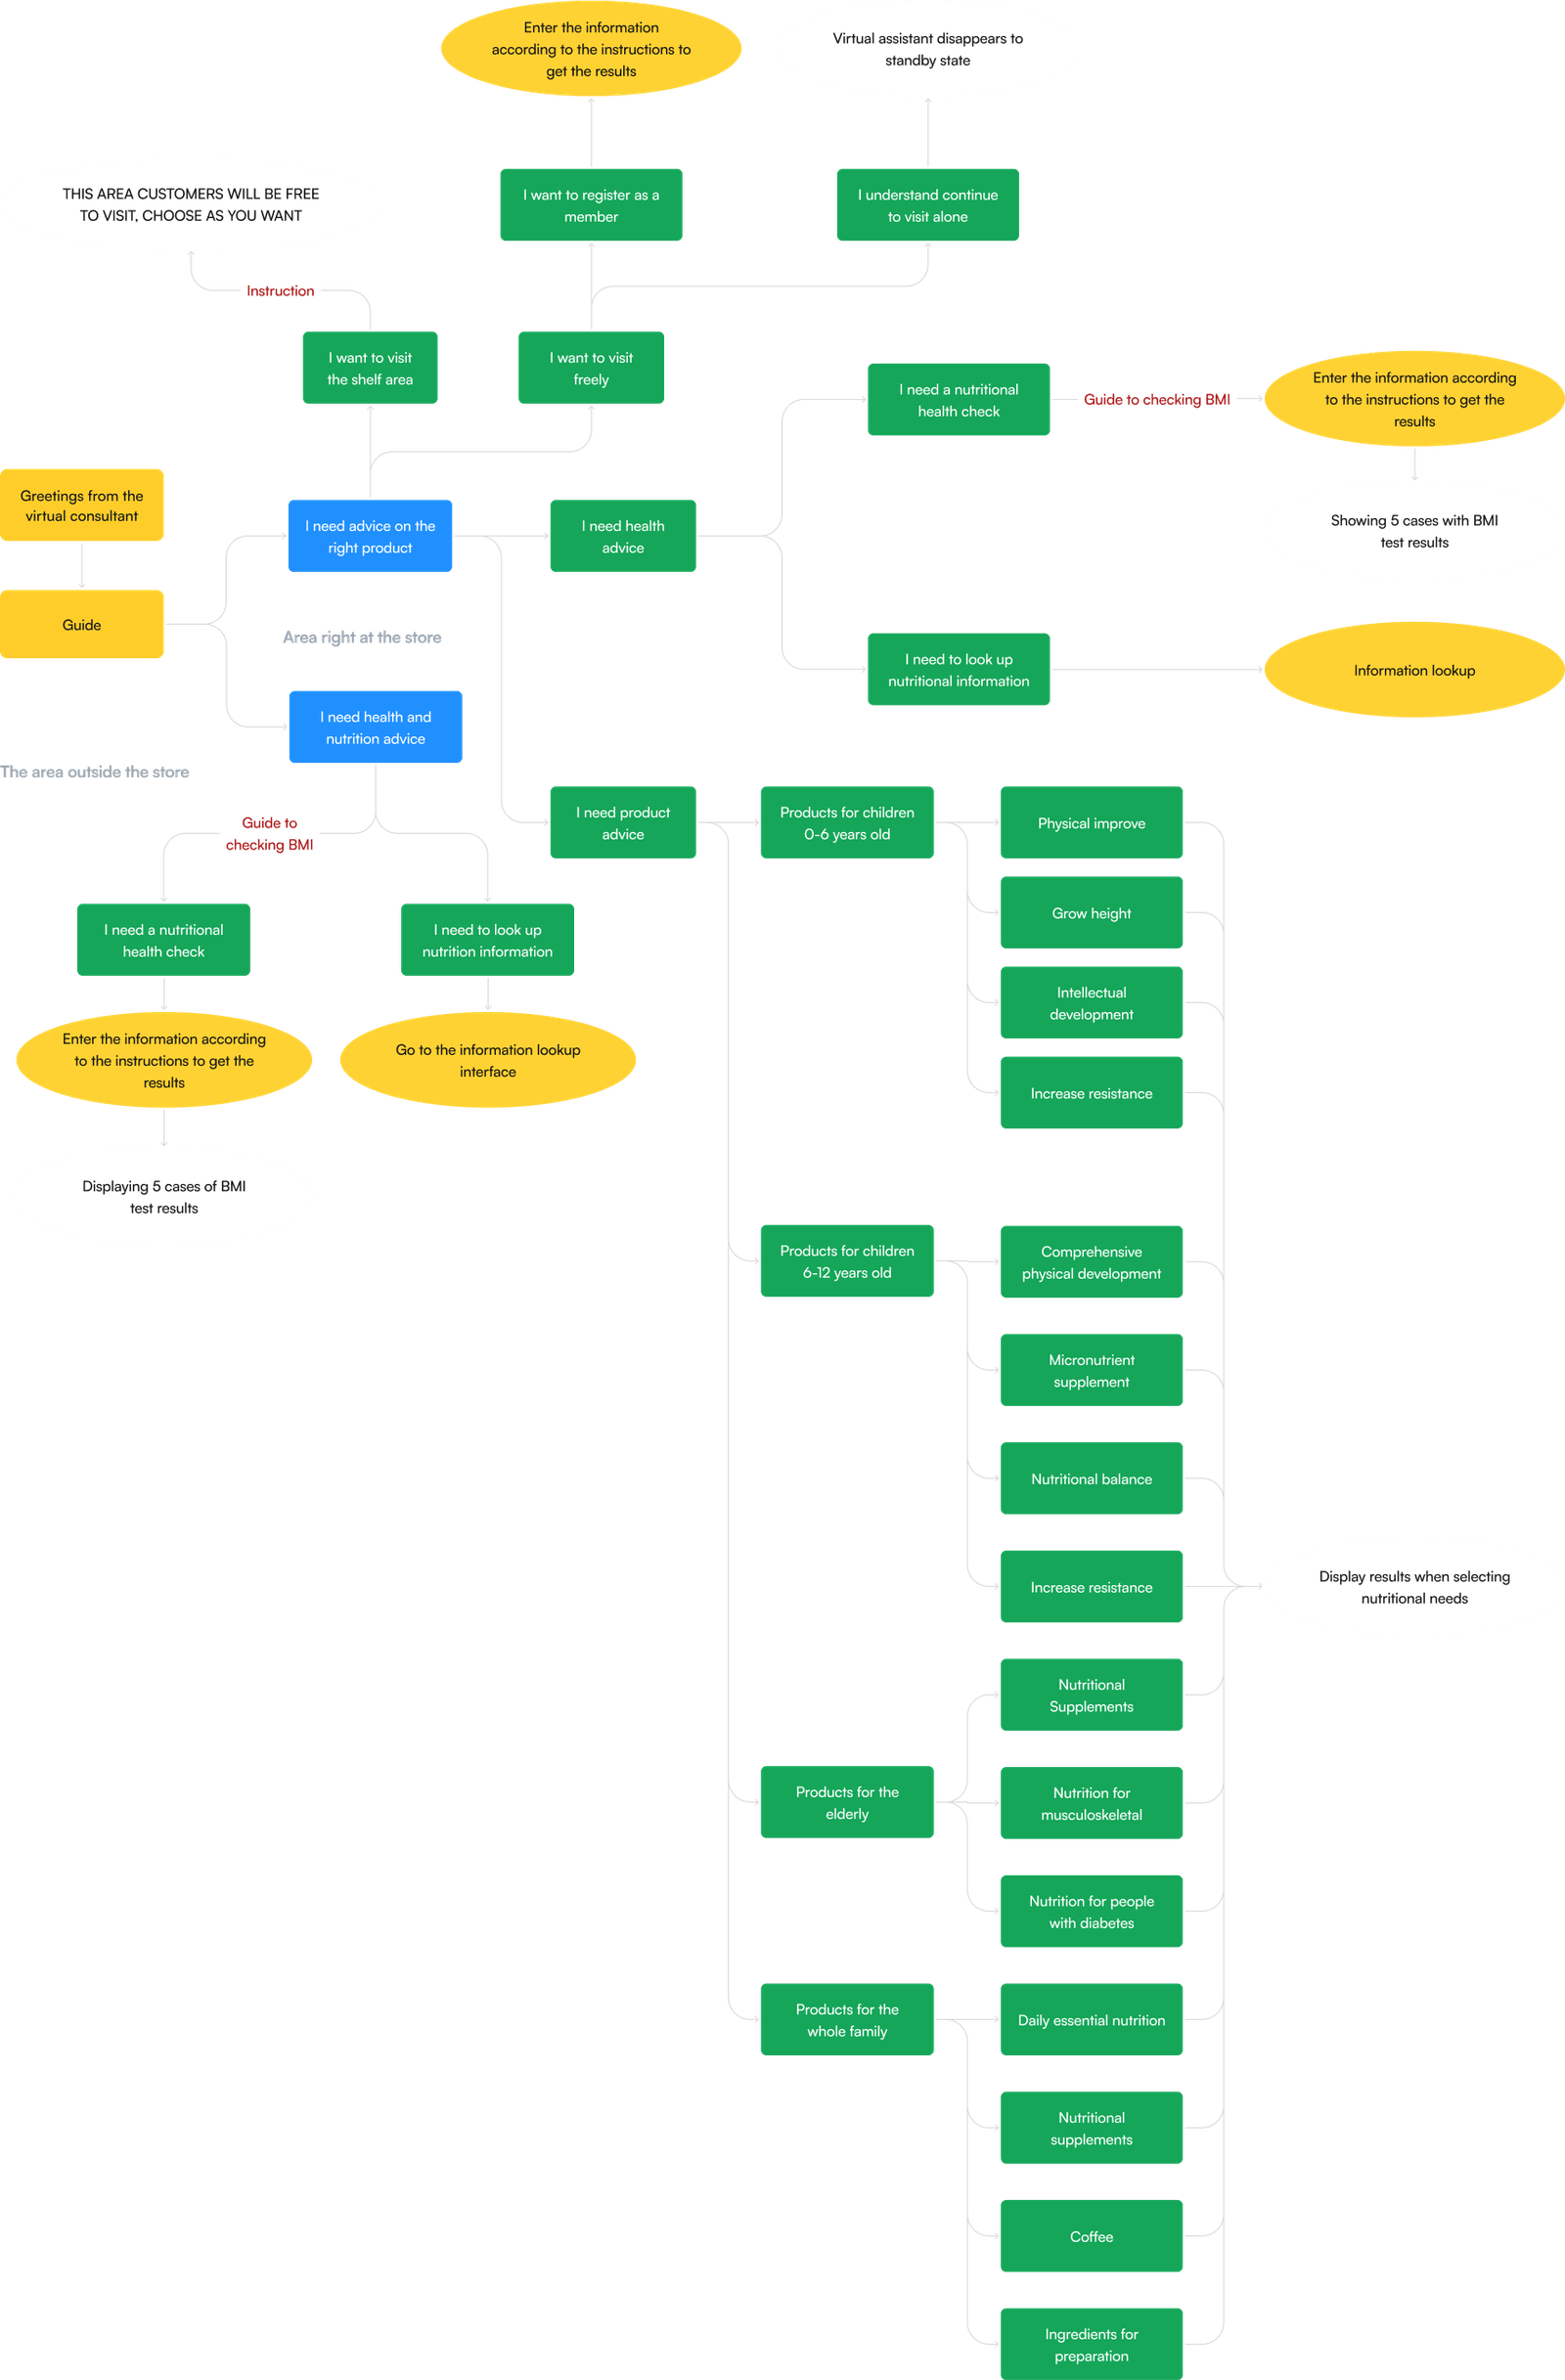 Enter the information
according to the instructions to
get the results
Virtual assistant disappears to
standby state
THIS AREA CUSTOMERS WILL BE FREE
TO VISIT, CHOOSE AS YOU WANT
I want to register as a
member
I understand continue
to visit alone
Instruction
I want to visit
the shelf area
I want to visit
freely
I need a nutritional
health check
Guide to checking BMI
Enter the information according
to the instructions to get the
results
Greetings from the
virtual consultant
I need advice on the
right product
I need health
advice
Showing 5 cases with BMI
test results
Guide
Area right at the store
I need to look up
nutritional information
Information lookup
I need health and
nutrition advice
The area outside the store
Guide to
checking BMI
I need product
advice
Products for children
0-6 years old
Physical improve
Grow height
I need a nutritional
health check
I need to look up
nutrition information
Intellectual
development
Enter the information according
to the instructions to get the
results
Go to the information lookup
interface
Increase resistance
Displaying 5 cases of BMI
test results
Products for children
6-12 years old
Comprehensive
physical development
Micronutrient
supplement
Nutritional balance
Increase resistance
Display results when selecting
nutritional needs
Nutritional
Supplements
Products for the
elderly
Nutrition for
musculoskeletal
Nutrition for people
with diabetes
Products for the
whole family
Daily essential nutrition
Nutritional
supplements
Coffee
Ingredients for
preparation